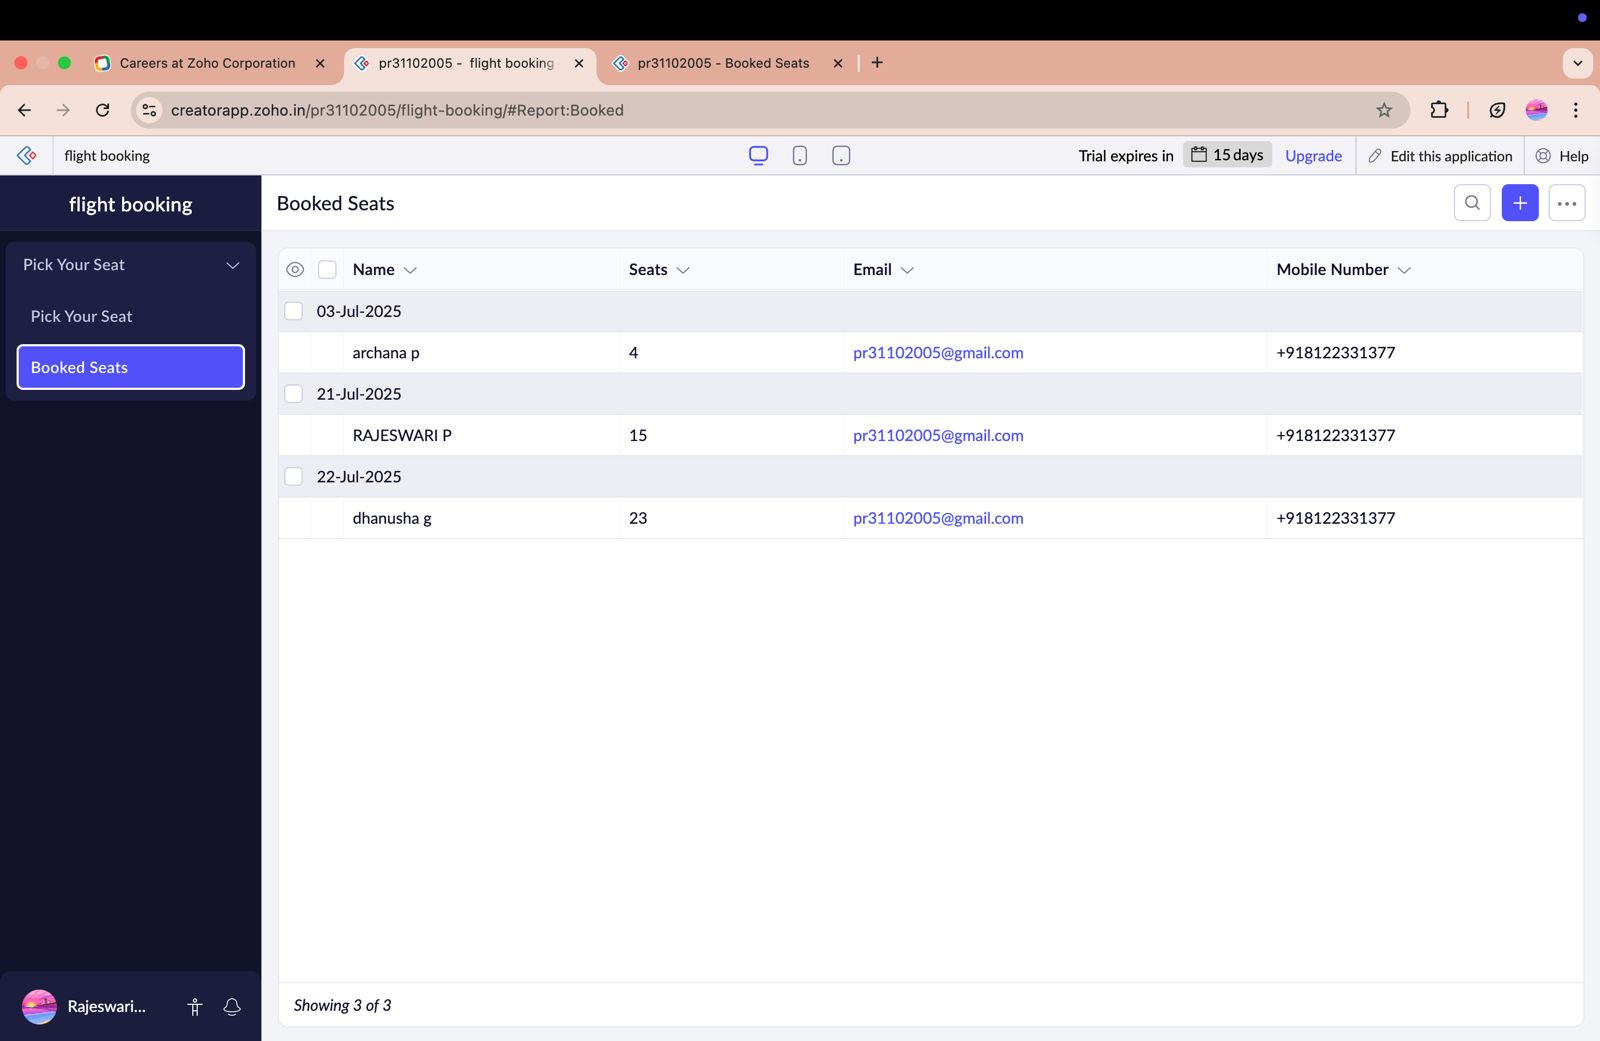 Careers at Zoho Corporation
pr31102005 - flight booking
pr31102005 - Booked Seats
creatorapp.zoho.in/pr31102005/flight-booking/#Report:Booked
flight booking
Trial expires in 15 days Upgrade
Edit this application
Help
flight booking
Pick Your Seat
Pick Your Seat
Booked Seats
Booked Seats
Name Seats Email Mobile Number
03-Jul-2025
archana p 4 pr31102005@gmail.com +918122331377
21-Jul-2025
RAJESWARI P 15 pr31102005@gmail.com +918122331377
22-Jul-2025
dhanusha g 23 pr31102005@gmail.com +918122331377
Showing 3 of 3
Rajeswari...